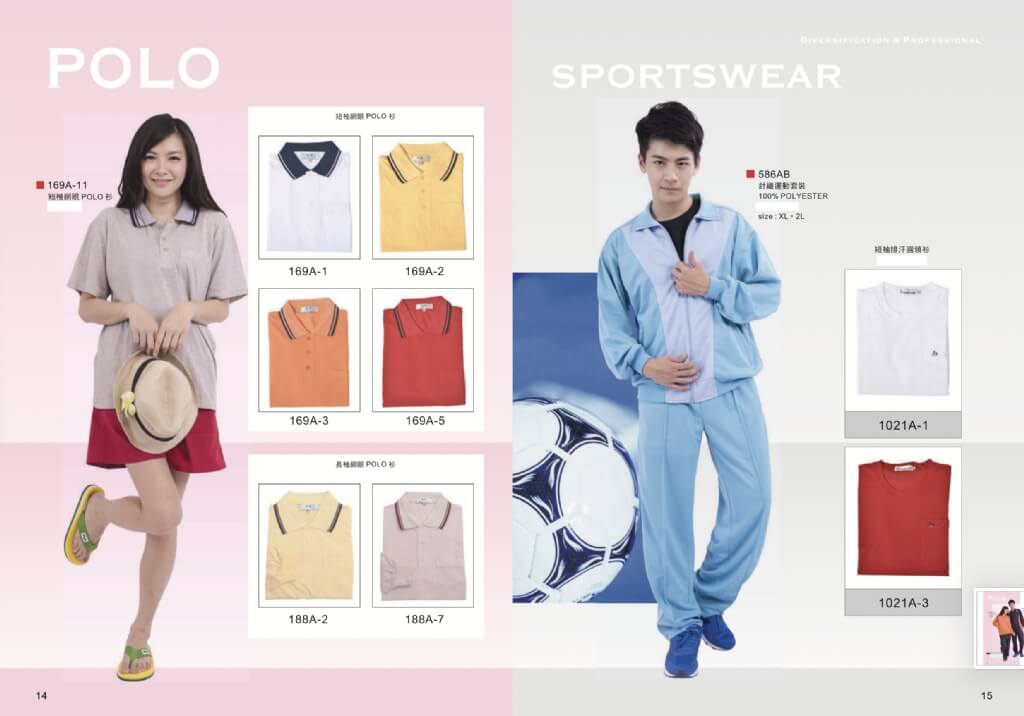 POLO
169A-11
短袖網眼 POLO 衫
短袖網眼 POLO 衫
169A-1
169A-2
169A-3
169A-5
長袖網眼 POLO 衫
188A-2
188A-7
14
DIVERSIFICATION & PROFESSIONAL
SPORTSWEAR
586AB
針織運動套裝
100% POLYESTER
size : XL、2L
短袖排汗圓領衫
1021A-1
1021A-3
15